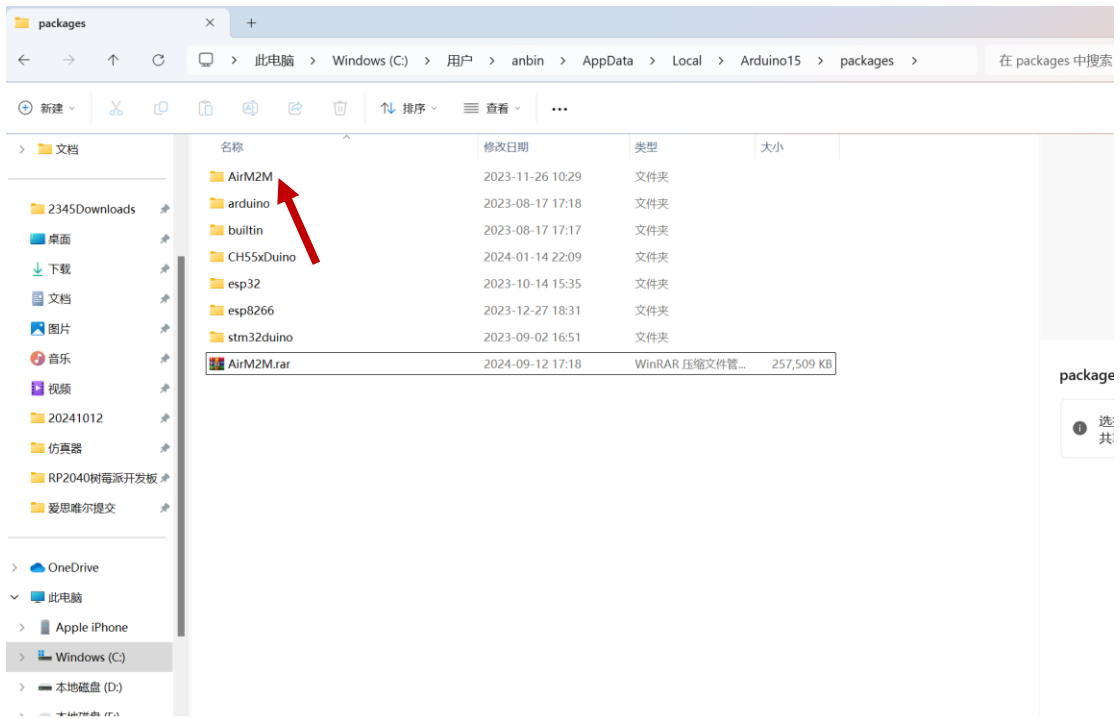 packages
此电脑 Windows (C:) 用户 anbin AppData Local Arduino15 packages 在 packages 中搜索
新建 排序 查看
文档
2345Downloads
桌面
下载
文档
图片
音乐
视频
20241012
仿真器
RP2040树莓派开发板
爱思唯尔提交
OneDrive
此电脑
Apple iPhone
Windows (C:)
本地磁盘 (D:)
名称 修改日期 类型 大小
AirM2M 2023-11-26 10:29 文件夹
arduino 2023-08-17 17:18 文件夹
builtin 2023-08-17 17:17 文件夹
CH55xDuino 2024-01-14 22:09 文件夹
esp32 2023-10-14 15:35 文件夹
esp8266 2023-12-27 18:31 文件夹
stm32duino 2023-09-02 16:51 文件夹
AirM2M.rar 2024-09-12 17:18 WinRAR 压缩文件管... 257,509 KB
package